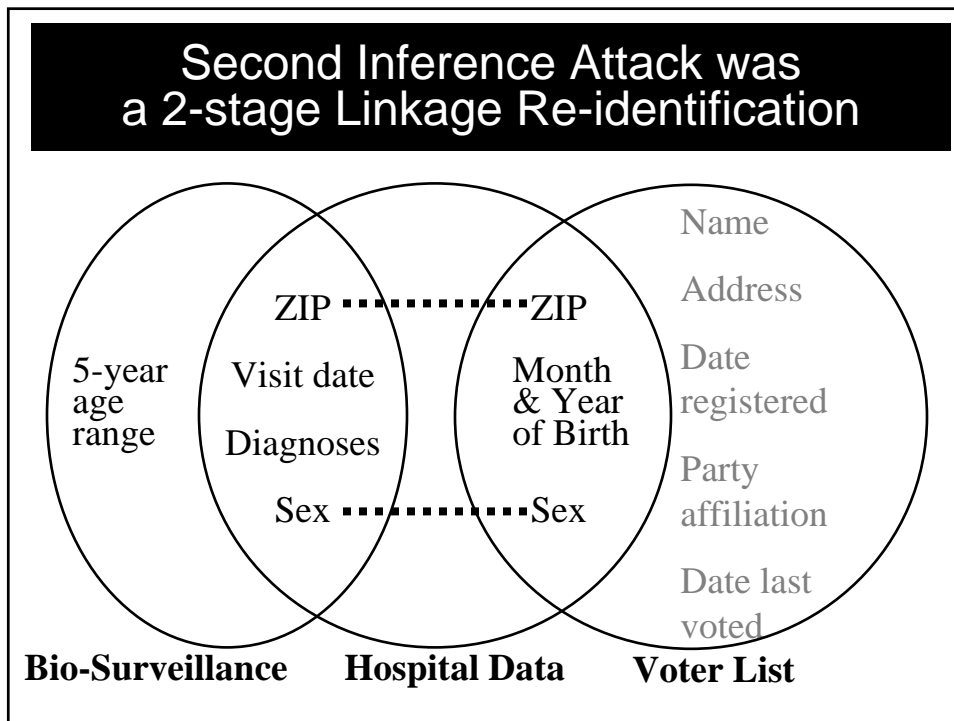 Second Inference Attack was
a 2-stage Linkage Re-identification
5-year
age
range
ZIP
Visit date
Diagnoses
Sex
ZIP
Month
& Year
of Birth
Sex
Name
Address
Date
registered
Party
affiliation
Date last
voted
Bio-Surveillance
Hospital Data
Voter List